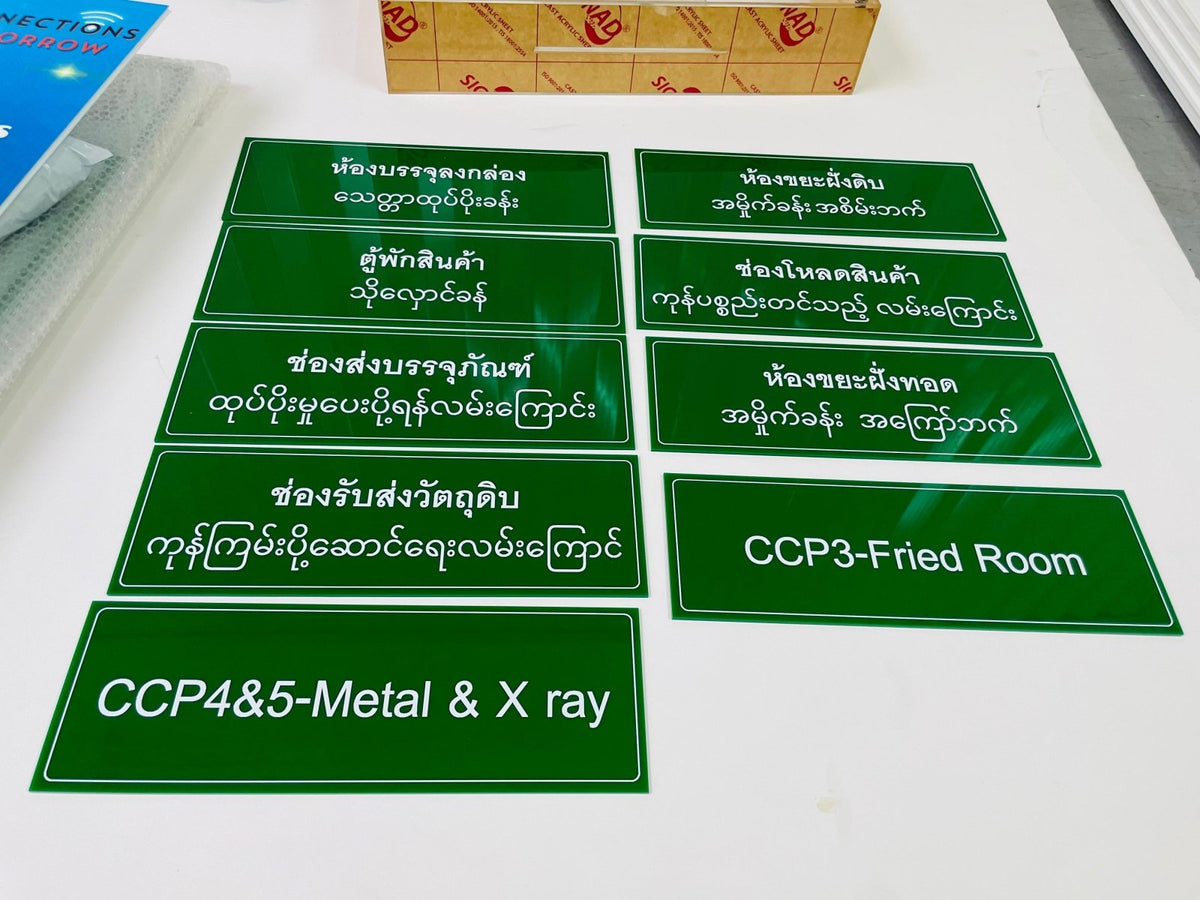 NNECTIONS
ORROW
NAD
CAST ACRYLIC SHEET
ห้องบรรจุลงกล่อง
သေတ္တာထုပ်ပိုးခန်း
ตู้พักสินค้า
သိုလှောင်ခန်
ช่องส่งบรรจุภัณฑ์
ထုပ်ပိုးမှုပေးပို့ရန်လမ်းကြောင်း
ช่องรับส่งวัตถุดิบ
ကုန်ကြမ်းပို့ဆောင်ရေးလမ်းကြောင်
CCP4&5-Metal & X ray
ห้องขยะฝั่งดิบ
အမှိုက်ခန်း အစိမ်းဘက်
ช่องโหลดสินค้า
ကုန်ပစ္စည်းတင်သည့် လမ်းကြောင်း
ห้องขยะฝั่งทอด
အမှိုက်ခန်း အကြော်ဘက်
CCP3-Fried Room